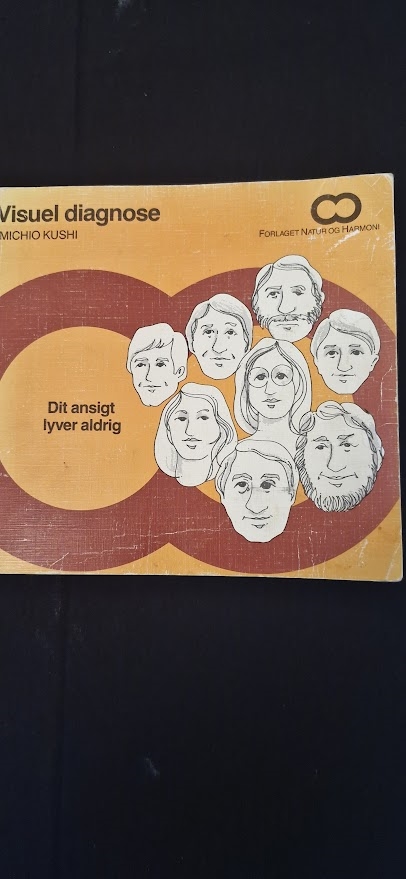 Visuel diagnose
MICHIO KUSHI
FORLAGET NATUR OG HARMONI
Dit ansigt
lyver aldrig